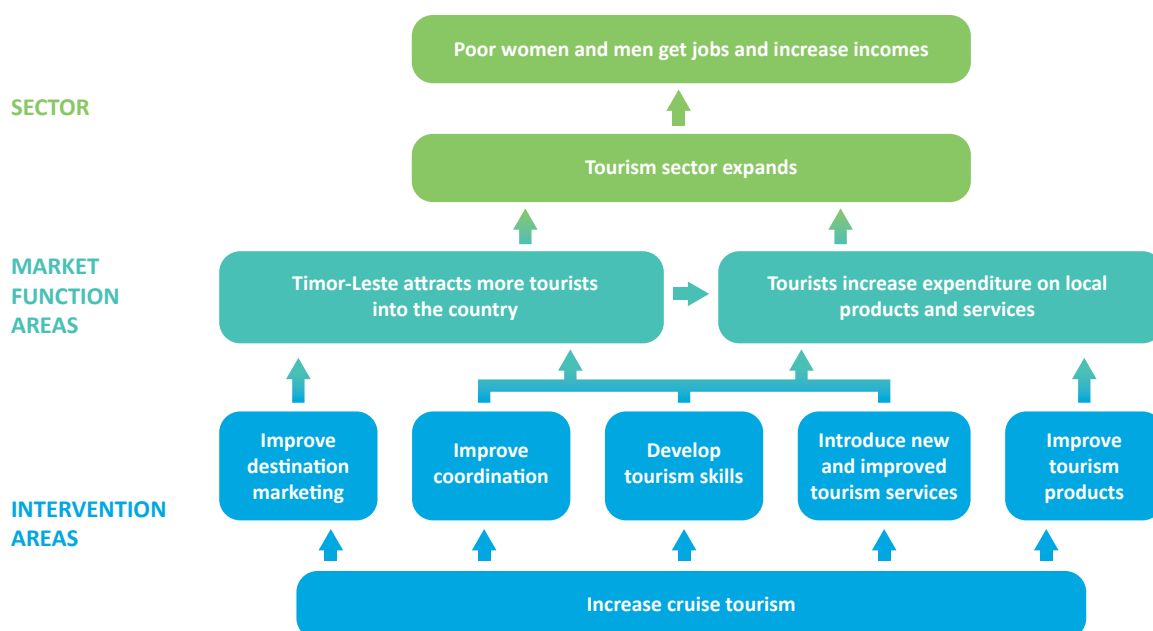 Poor women and men get jobs and increase incomes
SECTOR
Tourism sector expands
MARKET
FUNCTION
AREAS
Timor-Leste attracts more tourists
into the country
Tourists increase expenditure on local
products and services
INTERVENTION
AREAS
Improve
destination
marketing
Improve
coordination
Develop
tourism skills
Introduce new
and improved
tourism services
Improve
tourism
products
Increase cruise tourism